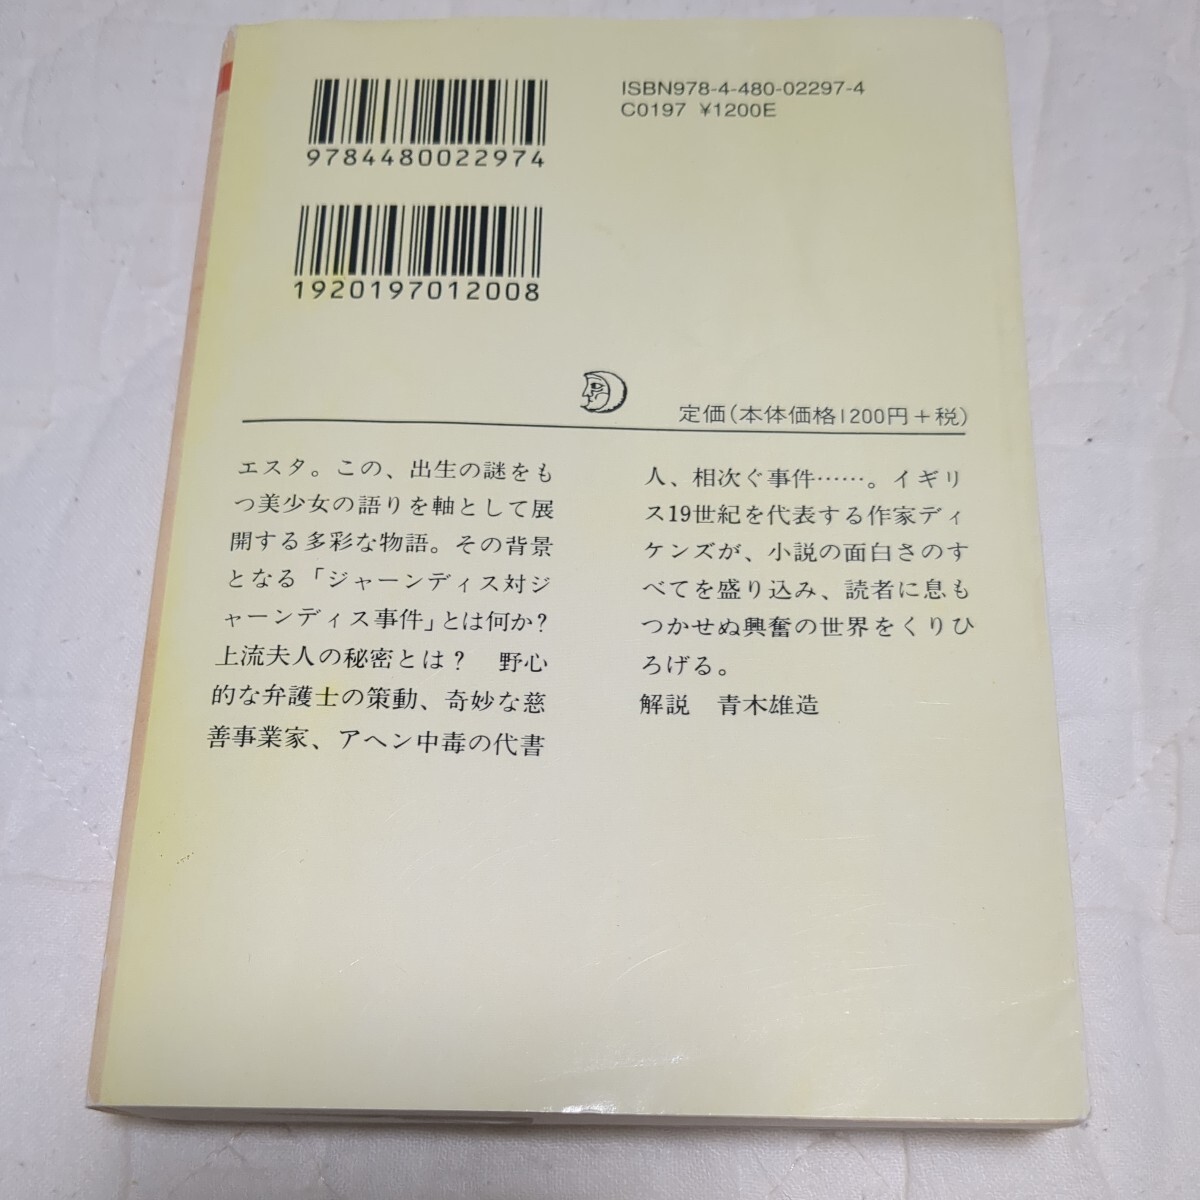 9784480022974
ISBN978-4-480-02297-4
C0197 ¥1200E
1920197012008
定価(本体価格1200円+税)
エスタ。この、出生の謎をも
つ美少女の語りを軸として展
開する多彩な物語。その背景
となる「ジャーンディス対ジ
ャーンディス事件」とは何か?
上流夫人の秘密とは? 野心
的な弁護士の策動、奇妙な慈
善事業家、アヘン中毒の代書
人、相次ぐ事件……。イギリ
ス19世紀を代表する作家ディ
ケンズが、小説の面白さのす
べてを盛り込み、読者に息も
つかせぬ興奮の世界をくりひ
ろげる。
解説 青木雄造